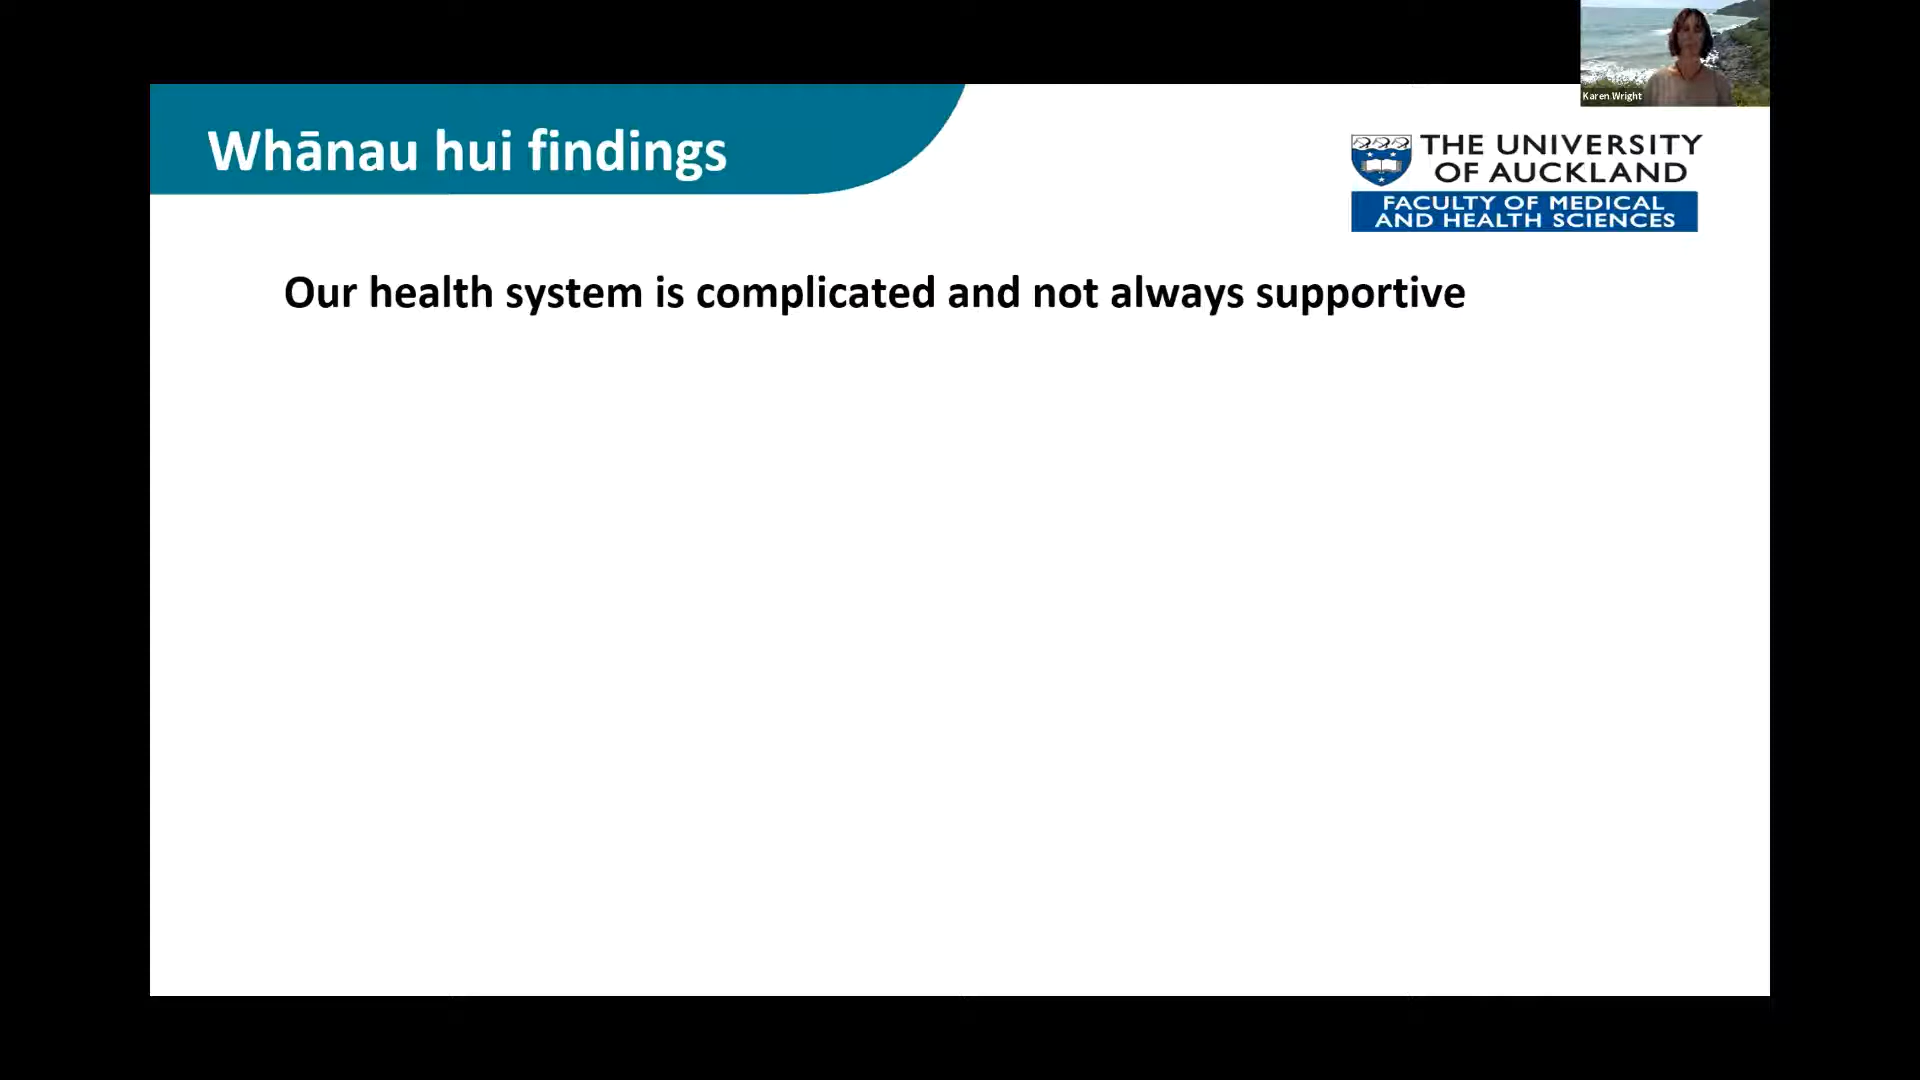 Karen Wright
Whānau hui findings
THE UNIVERSITY
OF AUCKLAND
FACULTY OF MEDICAL
AND HEALTH SCIENCES
Our health system is complicated and not always supportive